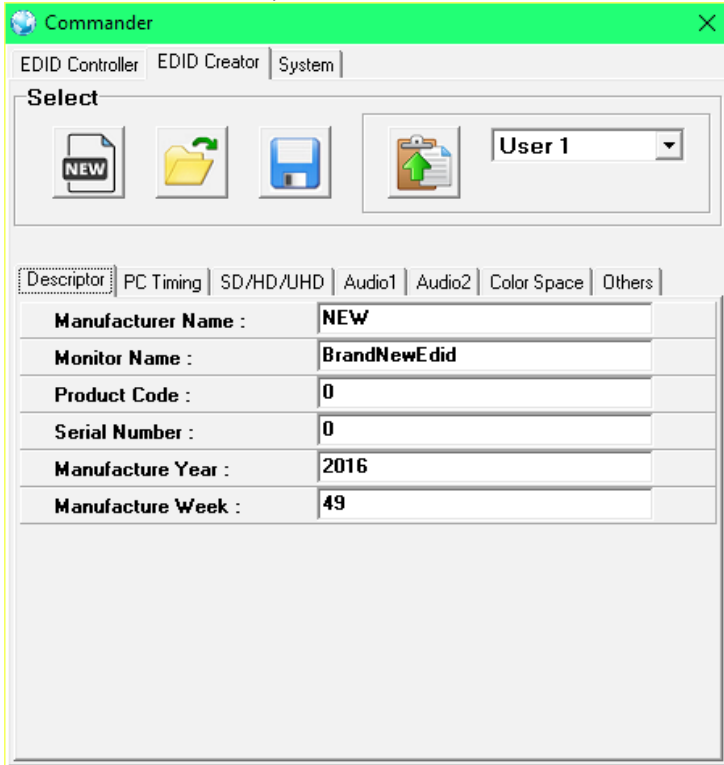 Commander
EDID Controller EDID Creator System
Select
NEW User 1
Descriptor PC Timing SD/HD/UHD Audio1 Audio2 Color Space Others
Manufacturer Name : NEW
Monitor Name : BrandNewEdid
Product Code : 0
Serial Number : 0
Manufacture Year : 2016
Manufacture Week : 49